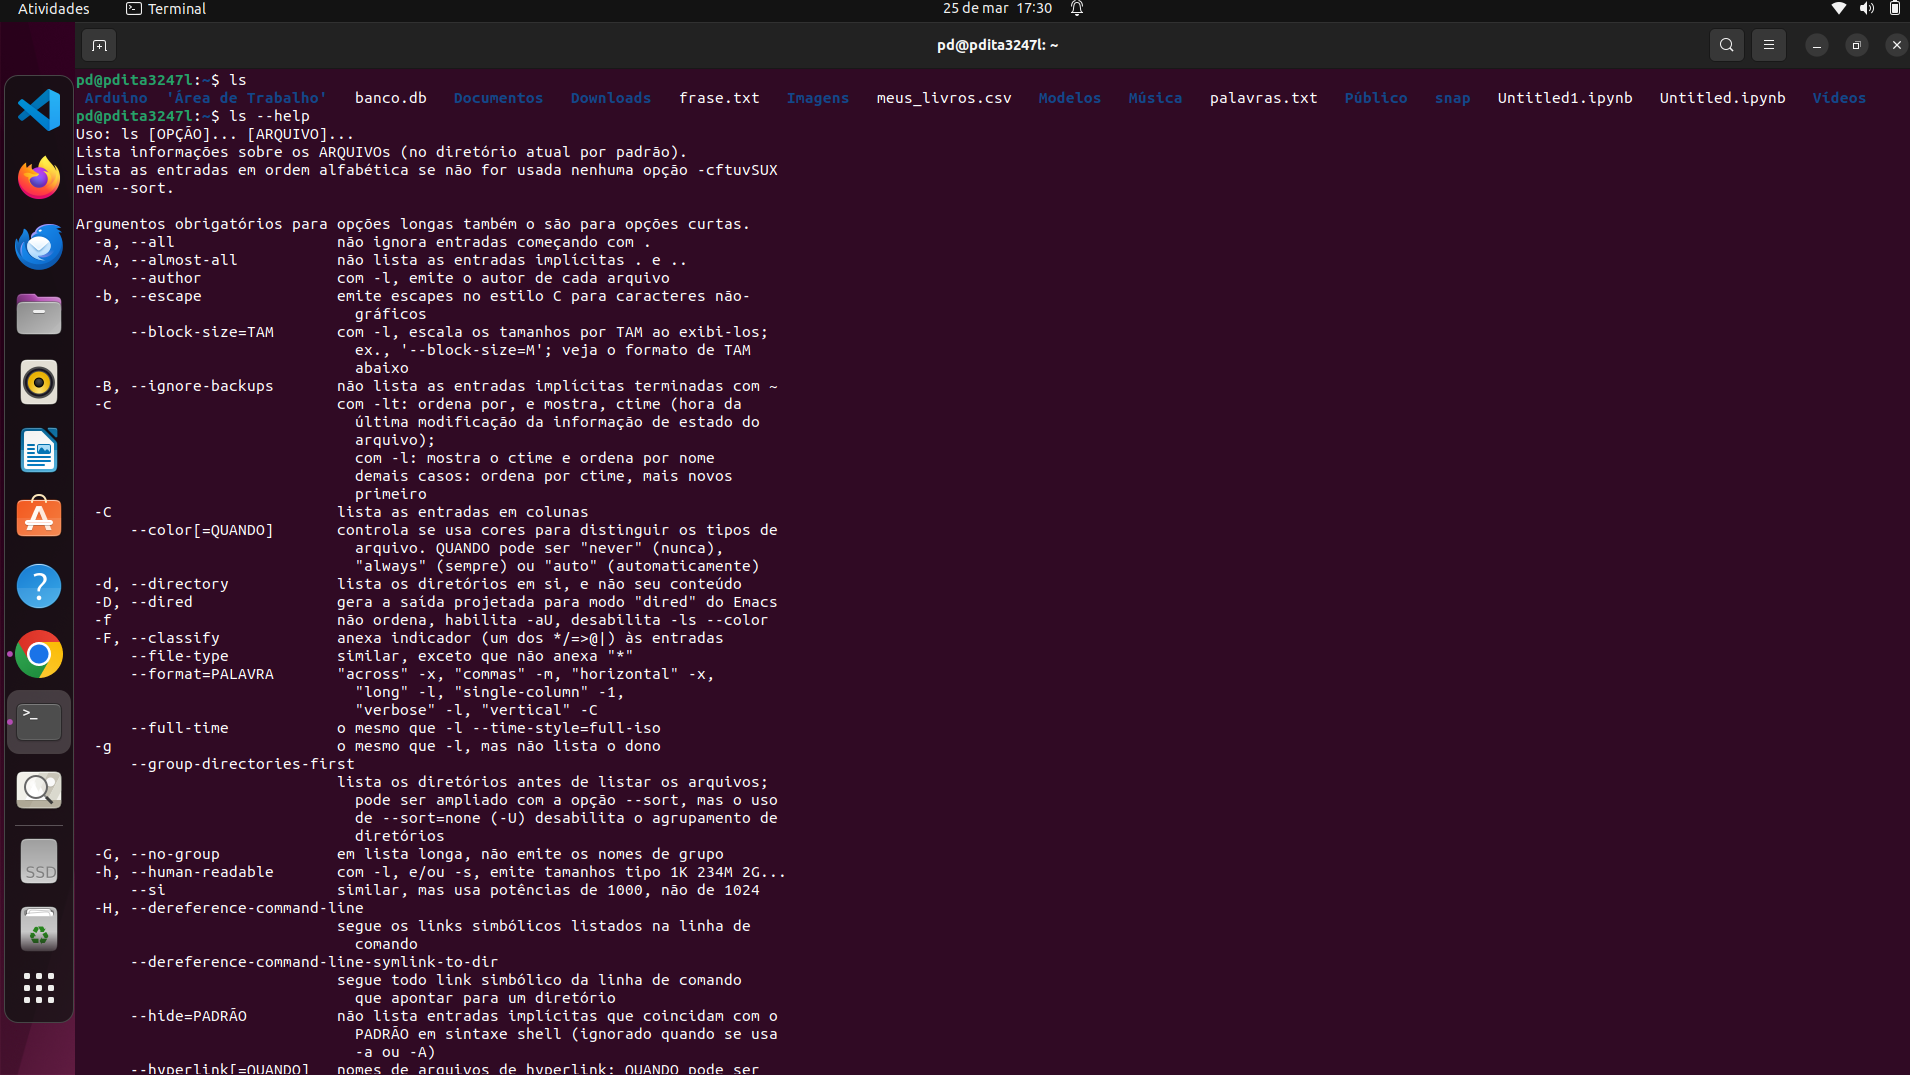 Atividades Terminal 25 de mar 17:30
pd@pdita3247l: ~
pd@pdita3247l:~$ ls
Arduino 'Área de Trabalho' banco.db Documentos Downloads frase.txt Imagens meus_livros.csv Modelos Música palavras.txt Público snap Untitled1.ipynb Untitled.ipynb Vídeos
pd@pdita3247l:~$ ls --help
Uso: ls [OPÇÃO]... [ARQUIVO]...
Lista informações sobre os ARQUIVOs (no diretório atual por padrão).
Lista as entradas em ordem alfabética se não for usada nenhuma opção -cftuvSUX
nem --sort.
Argumentos obrigatórios para opções longas também o são para opções curtas.
-a, --all não ignora entradas começando com .
-A, --almost-all não lista as entradas implícitas . e ..
--author com -l, emite o autor de cada arquivo
-b, --escape emite escapes no estilo C para caracteres não-
gráficos
--block-size=TAM com -l, escala os tamanhos por TAM ao exibi-los;
ex., '--block-size=M'; veja o formato de TAM
abaixo
-B, --ignore-backups não lista as entradas implícitas terminadas com ~
-c com -lt: ordena por, e mostra, ctime (hora da
última modificação da informação de estado do
arquivo);
com -l: mostra o ctime e ordena por nome
demais casos: ordena por ctime, mais novos
primeiro
-C lista as entradas em colunas
--color[=QUANDO] controla se usa cores para distinguir os tipos de
arquivo. QUANDO pode ser "never" (nunca),
"always" (sempre) ou "auto" (automaticamente)
-d, --directory lista os diretórios em si, e não seu conteúdo
-D, --dired gera a saída projetada para modo "dired" do Emacs
-f não ordena, habilita -aU, desabilita -ls --color
-F, --classify anexa indicador (um dos */=>@|) às entradas
--file-type similar, exceto que não anexa "*"
--format=PALAVRA "across" -x, "commas" -m, "horizontal" -x,
"long" -l, "single-column" -1,
"verbose" -l, "vertical" -C
--full-time o mesmo que -l --time-style=full-iso
-g o mesmo que -l, mas não lista o dono
--group-directories-first
lista os diretórios antes de listar os arquivos;
pode ser ampliado com a opção --sort, mas o uso
de --sort=none (-U) desabilita o agrupamento de
diretórios
-G, --no-group em lista longa, não emite os nomes de grupo
-h, --human-readable com -l, e/ou -s, emite tamanhos tipo 1K 234M 2G...
--si similar, mas usa potências de 1000, não de 1024
-H, --dereference-command-line
segue os links simbólicos listados na linha de
comando
--dereference-command-line-symlink-to-dir
segue todo link simbólico da linha de comando
que apontar para um diretório
--hide=PADRÃO não lista entradas implícitas que coincidam com o
PADRÃO em sintaxe shell (ignorado quando se usa
-a ou -A)
--hyperlink[=QUANDO] nomes de arquivos de hyperlink; QUANDO pode ser
SSD